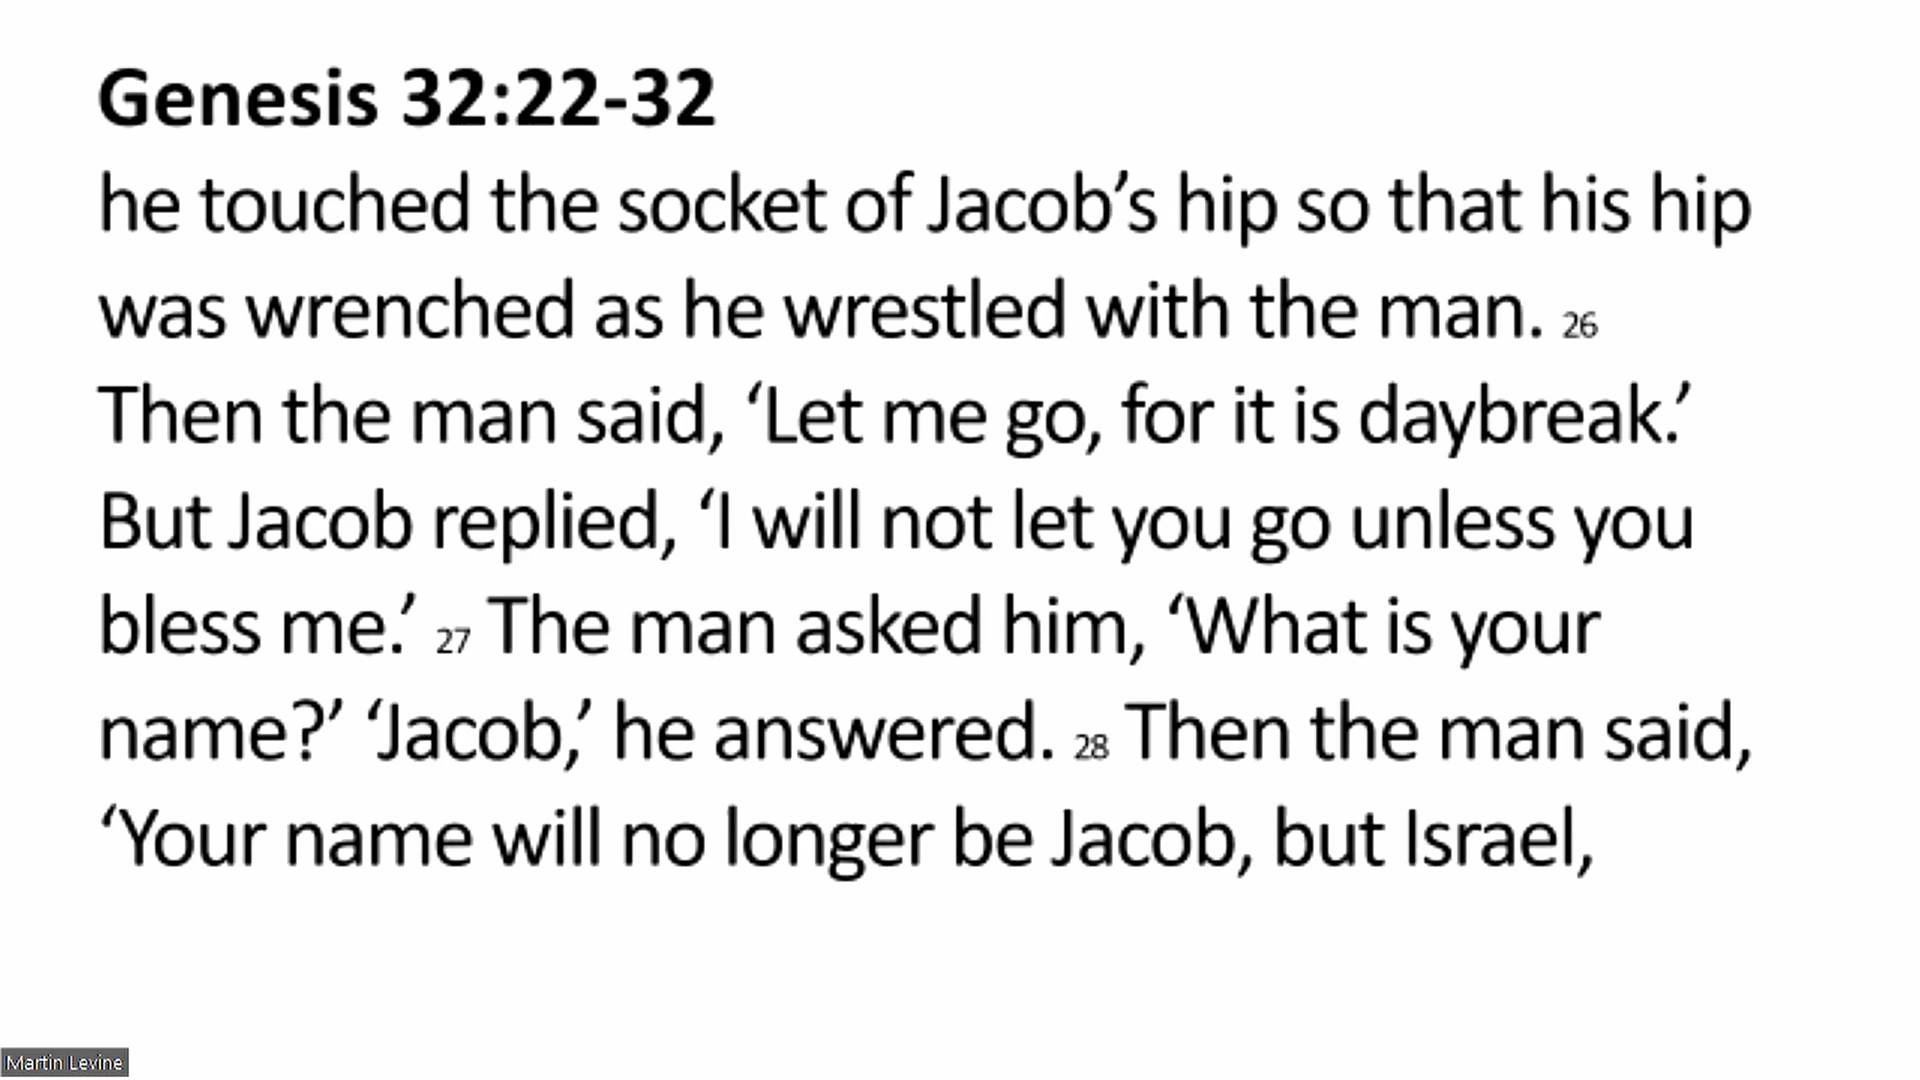 Genesis 32:22-32
he touched the socket of Jacob’s hip so that his hip
was wrenched as he wrestled with the man. 26
Then the man said, ‘Let me go, for it is daybreak.’
But Jacob replied, ‘I will not let you go unless you
bless me.’ 27 The man asked him, ‘What is your
name?’ ‘Jacob,’ he answered. 28 Then the man said,
‘Your name will no longer be Jacob, but Israel,
Martin Levine